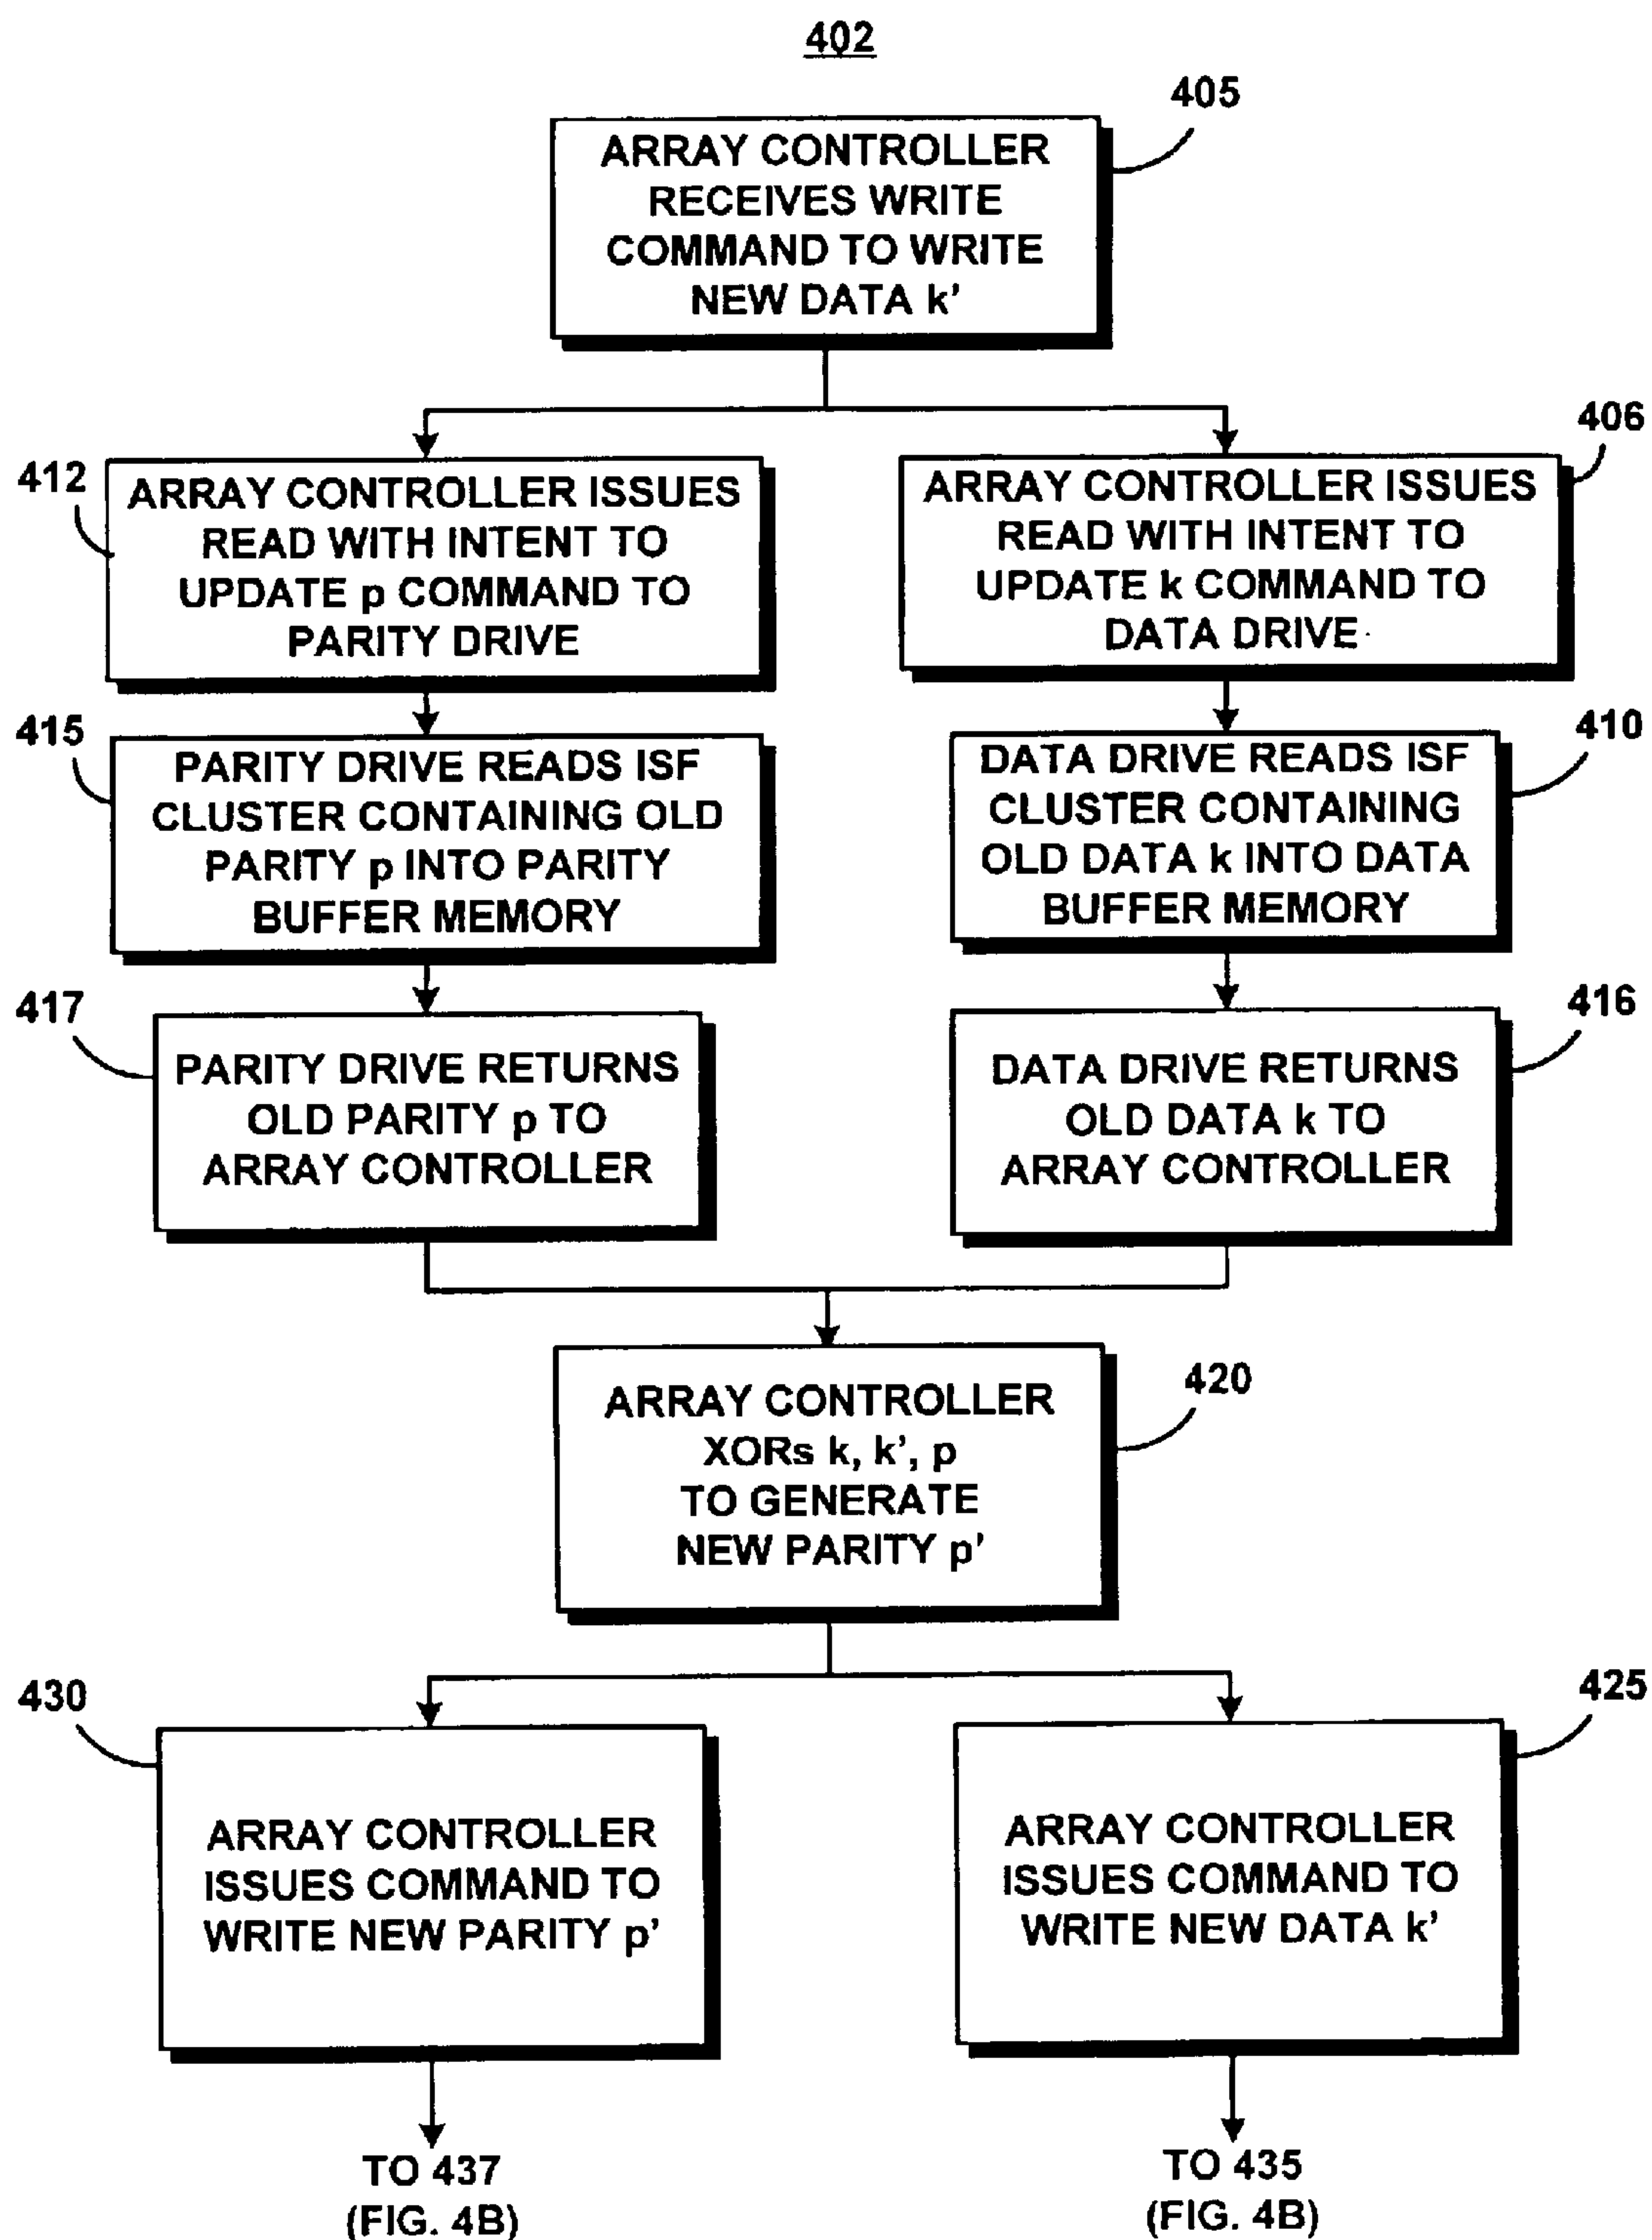 402
405
ARRAY CONTROLLER
RECEIVES WRITE
COMMAND TO WRITE
NEW DATA k'
412
ARRAY CONTROLLER ISSUES
READ WITH INTENT TO
UPDATE p COMMAND TO
PARITY DRIVE
406
ARRAY CONTROLLER ISSUES
READ WITH INTENT TO
UPDATE k COMMAND TO
DATA DRIVE
415
PARITY DRIVE READS ISF
CLUSTER CONTAINING OLD
PARITY p INTO PARITY
BUFFER MEMORY
410
DATA DRIVE READS ISF
CLUSTER CONTAINING
OLD DATA k INTO DATA
BUFFER MEMORY
417
PARITY DRIVE RETURNS
OLD PARITY p TO
ARRAY CONTROLLER
416
DATA DRIVE RETURNS
OLD DATA k TO
ARRAY CONTROLLER
420
ARRAY CONTROLLER
XORs k, k', p
TO GENERATE
NEW PARITY p'
430
ARRAY CONTROLLER
ISSUES COMMAND TO
WRITE NEW PARITY p'
425
ARRAY CONTROLLER
ISSUES COMMAND TO
WRITE NEW DATA k'
TO 437
(FIG. 4B)
TO 435
(FIG. 4B)